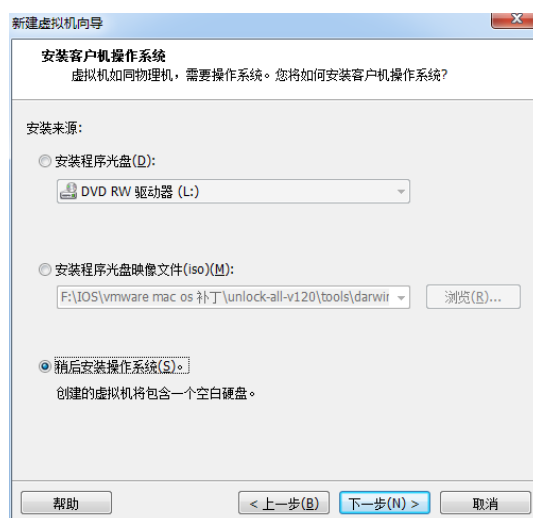 新建虚拟机向导
安装客户机操作系统
虚拟机如同物理机，需要操作系统。您将如何安装客户机操作系统?
安装来源:
安装程序光盘(D):
DVD RW 驱动器 (L:)
安装程序光盘映像文件(iso)(M):
F:\IOS\vmware mac os 补丁\unlock-all-v120\tools\darwir
浏览(R)...
稍后安装操作系统(S)。
创建的虚拟机将包含一个空白硬盘。
帮助
< 上一步(B)
下一步(N) >
取消